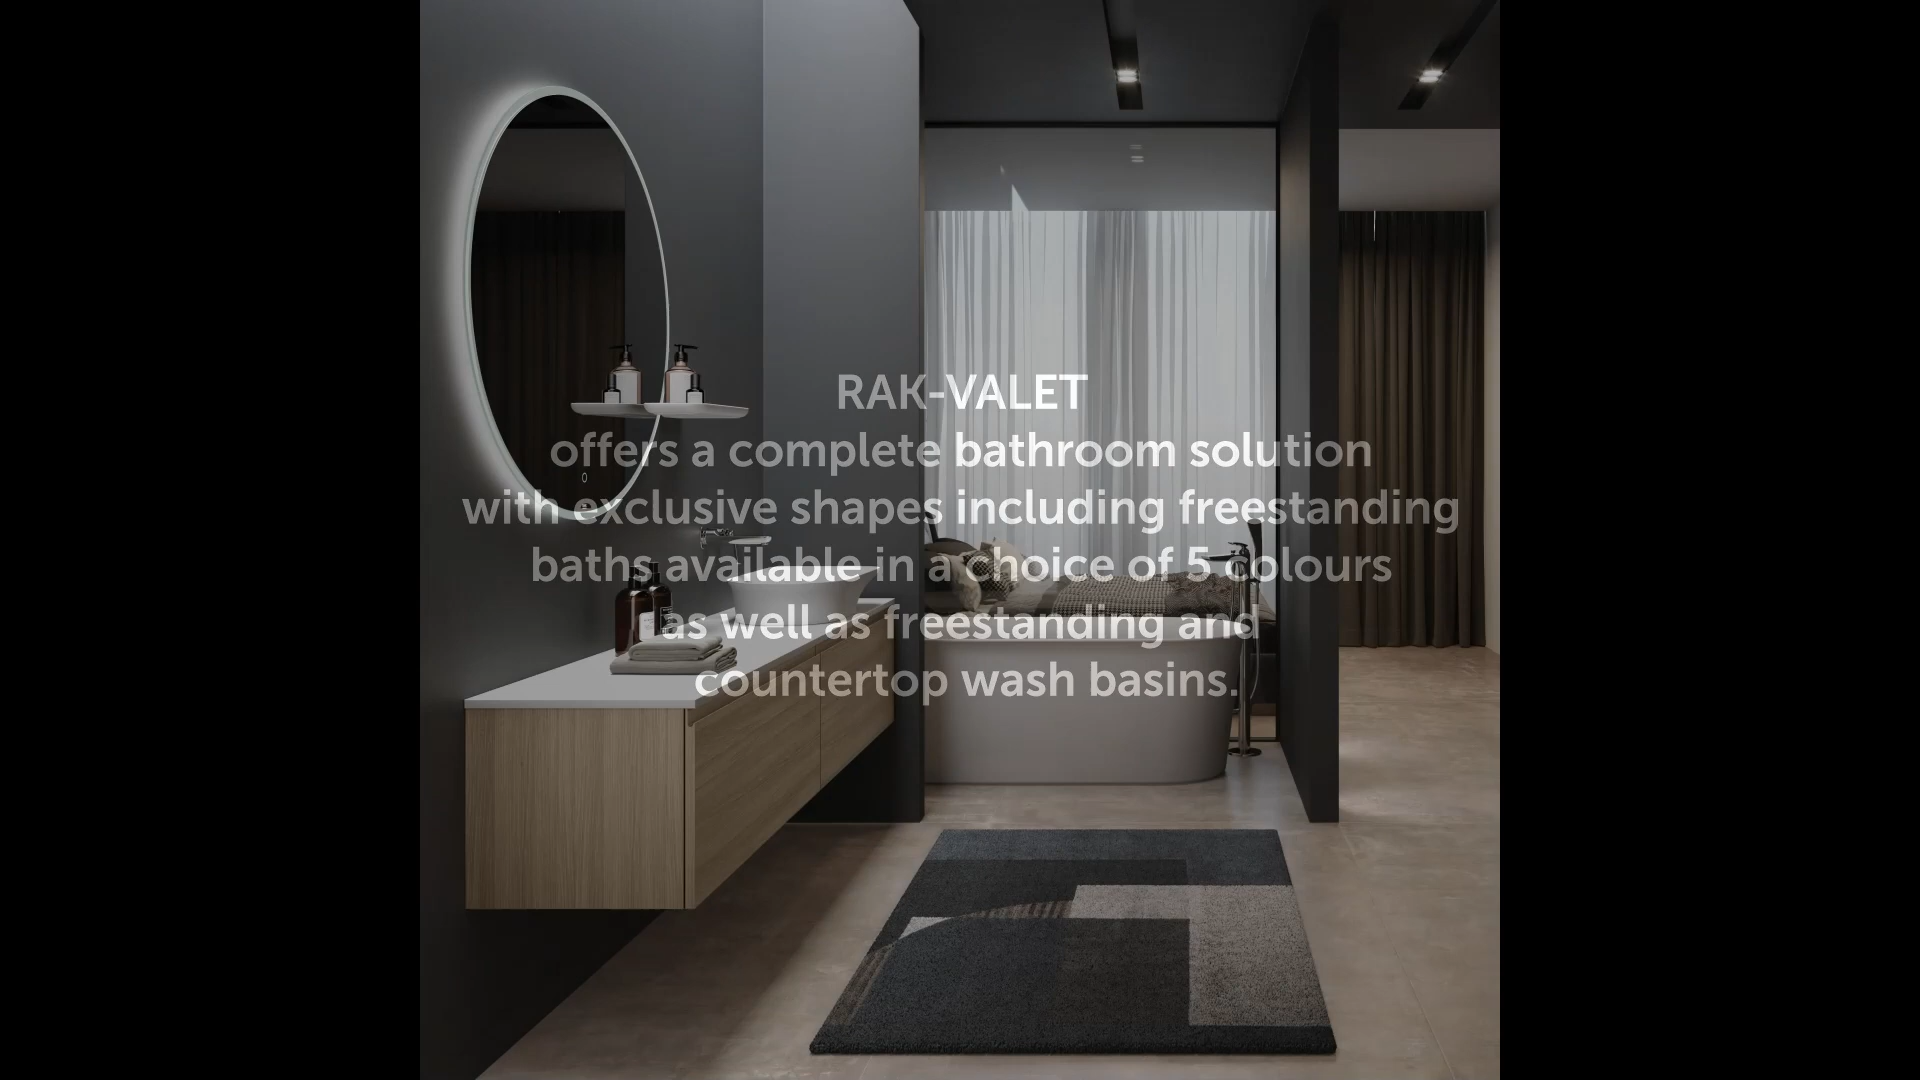 RAK-VALET
offers a complete bathroom solution
with exclusive shapes including freestanding
baths available in a choice of 5 colours
as well as freestanding and
countertop wash basins.